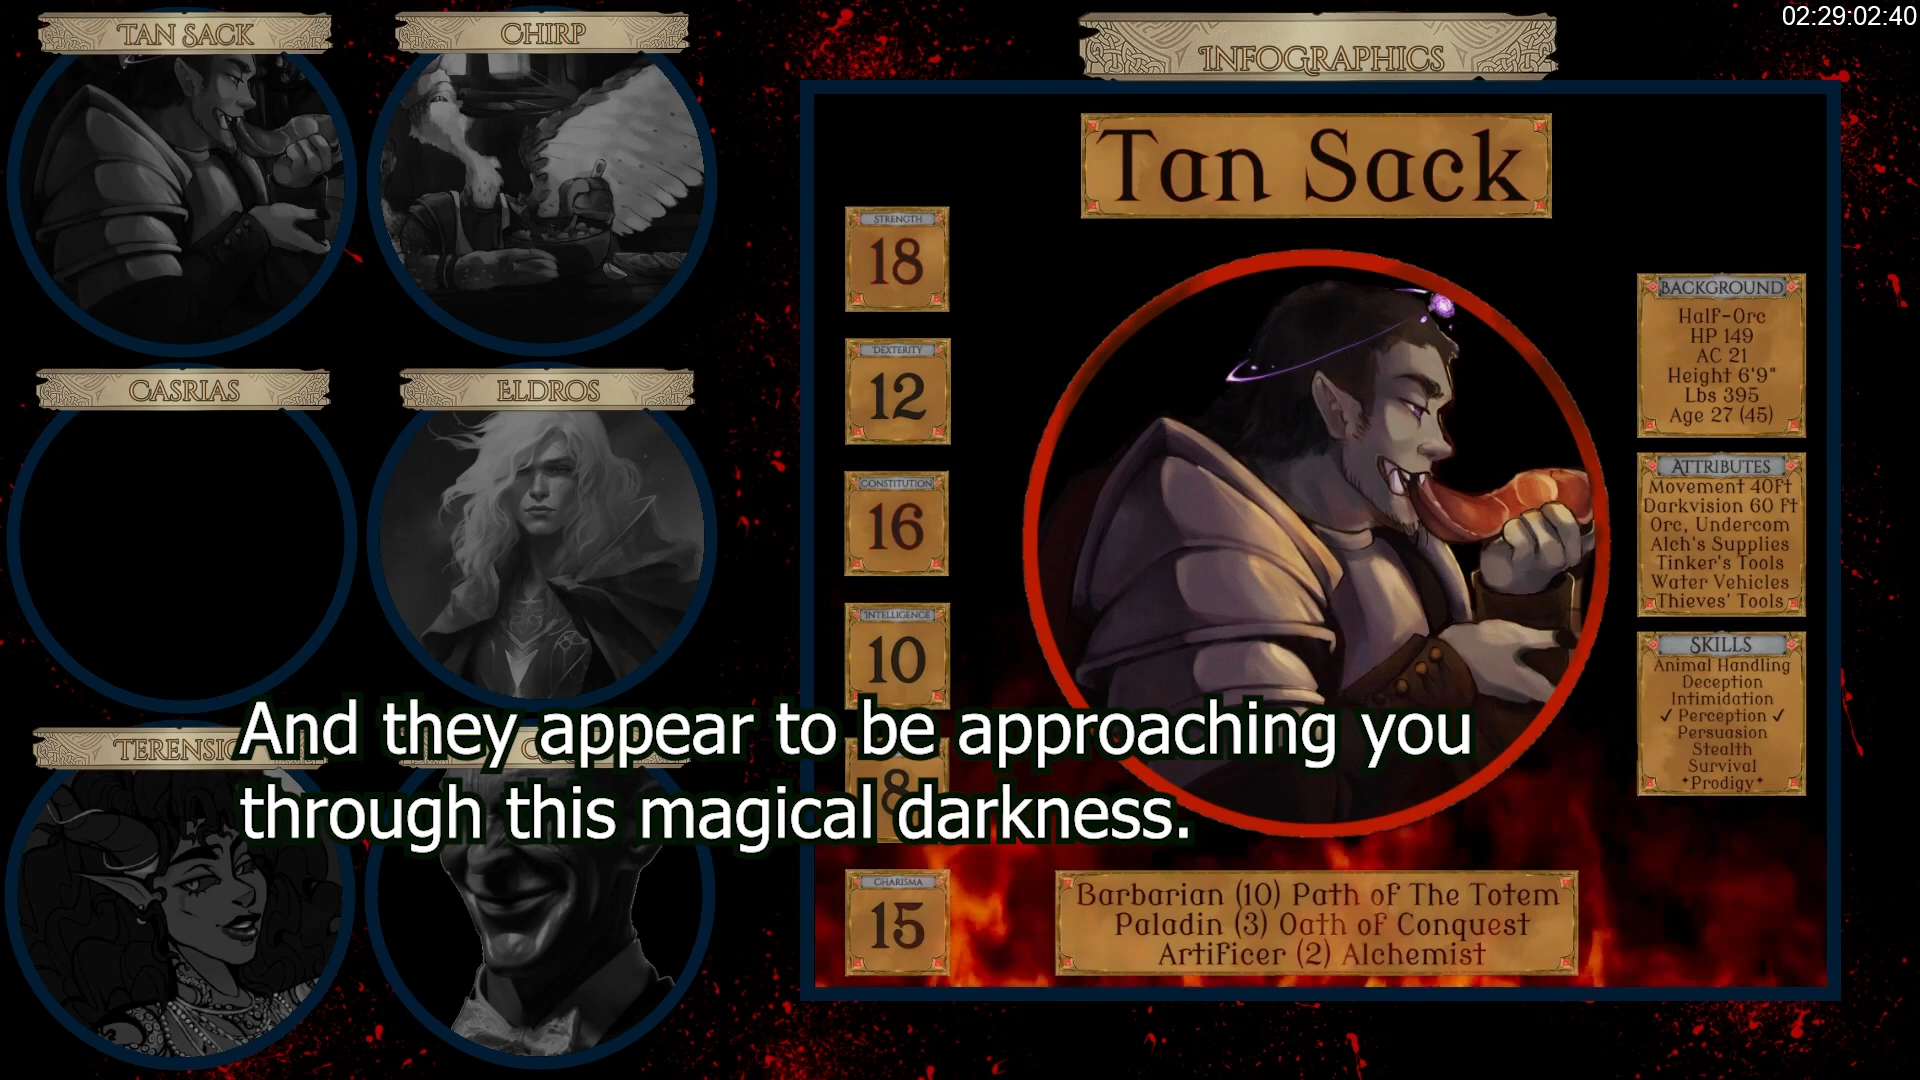 02:29:02:40
TAN SACK
CHIRP
INFOGRAPHICS
Tan Sack
STRENGTH
18
DEXTERITY
12
CONSTITUTION
16
INTELLIGENCE
10
8
CHARISMA
15
BACKGROUND
Half-Orc
HP 149
AC 21
Height 6'9"
Lbs 395
Age 27 (45)
ATTRIBUTES
Movement 40Ft
Darkvision 60 Ft
Orc, Undercom
Alch's Supplies
Tinker's Tools
Water Vehicles
Thieves' Tools
SKILLS
Animal Handling
Deception
Intimidation
✓ Perception ✓
Persuasion
Stealth
Survival
*Prodigy*
CASRIAS
ELDROS
And they appear to be approaching you
through this magical darkness.
Barbarian (10) Path of The Totem
Paladin (3) Oath of Conquest
Artificer (2) Alchemist